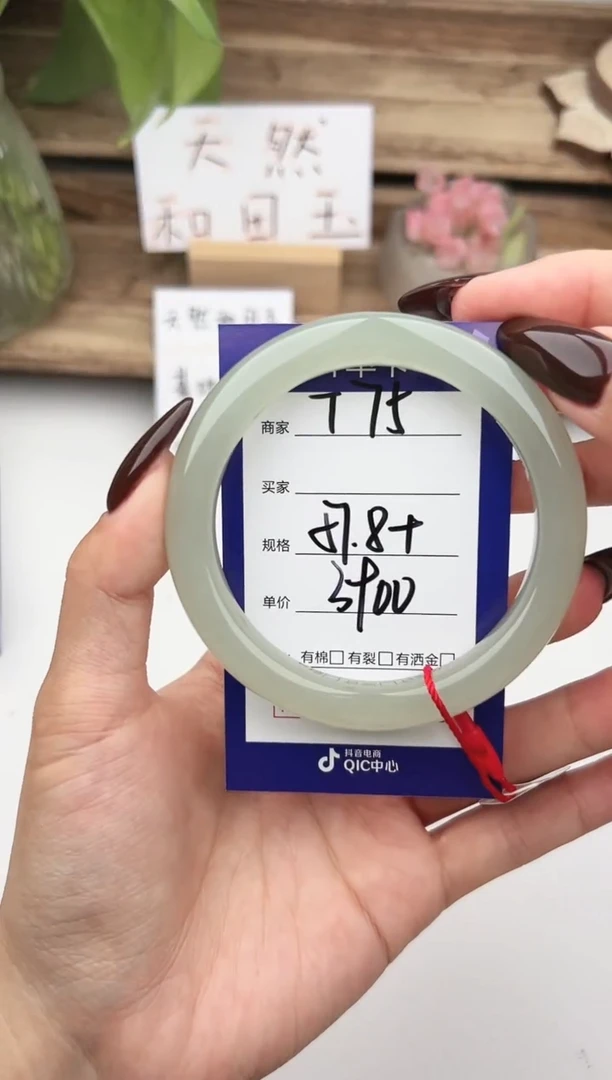 天然
和田玉
商家 T75
买家
规格 57.8+
单价
有棉□ 有裂□ 有洒金□
抖音电商
QIC中心